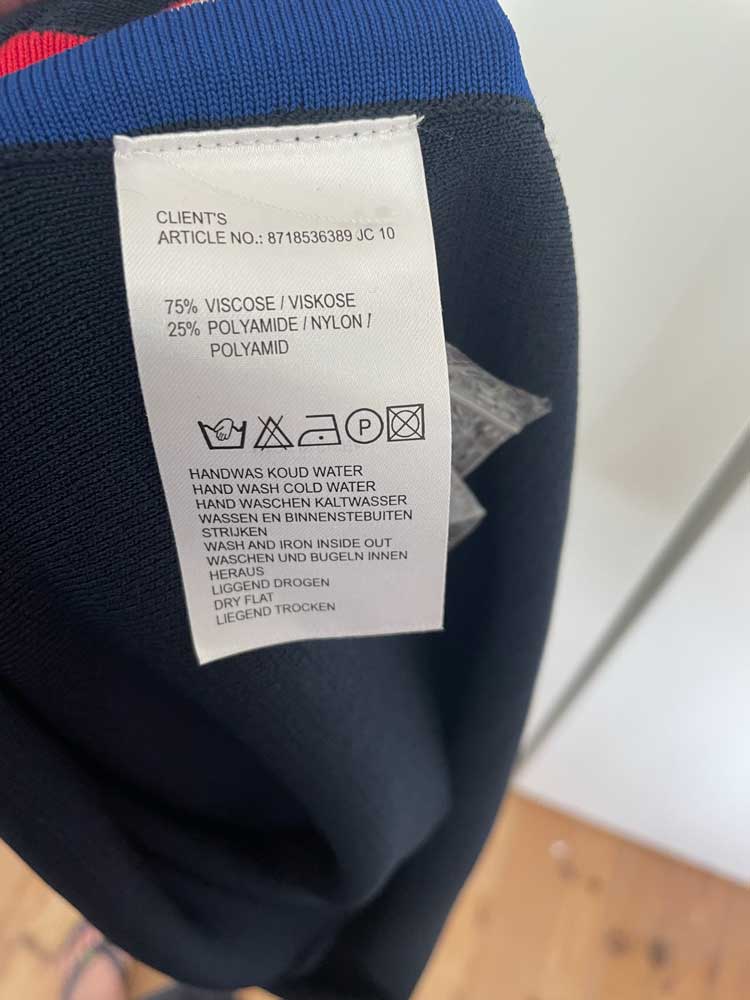 CLIENT'S
ARTICLE NO.: 8718536389 JC 10
75% VISCOSE / VISKOSE
25% POLYAMIDE / NYLON /
POLYAMID
P
HANDWAS KOUD WATER
HAND WASH COLD WATER
HAND WASCHEN KALTWASSER
WASSEN EN BINNENSTEBUITEN
STRIJKEN
WASH AND IRON INSIDE OUT
WASCHEN UND BUGELN INNEN
HERAUS
LIGGEND DROGEN
DRY FLAT
LIEGEND TROCKEN